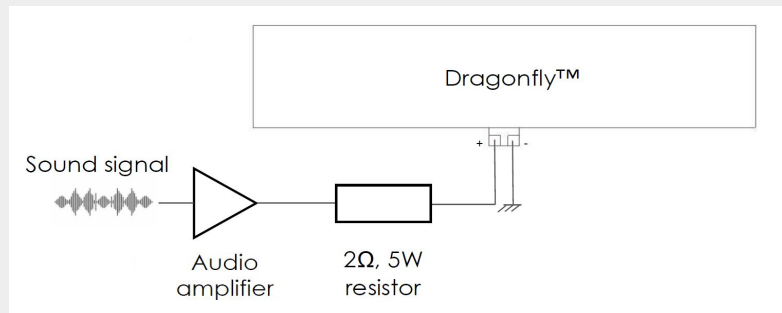 Dragonfly™
+ -
Sound signal
Audio
amplifier
2Ω, 5W
resistor